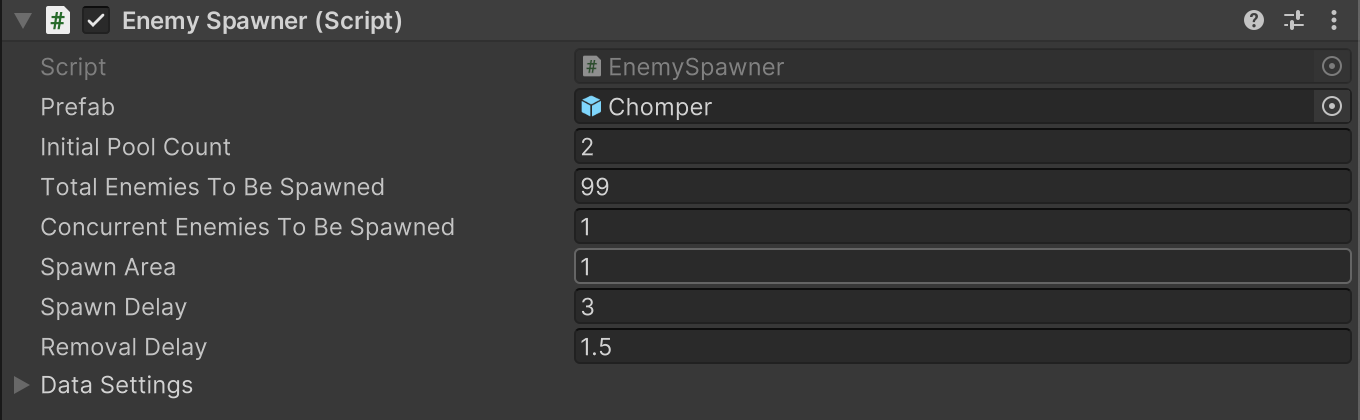 # Enemy Spawner (Script)
Script # EnemySpawner
Prefab Chomper
Initial Pool Count 2
Total Enemies To Be Spawned 99
Concurrent Enemies To Be Spawned 1
Spawn Area 1
Spawn Delay 3
Removal Delay 1.5
Data Settings